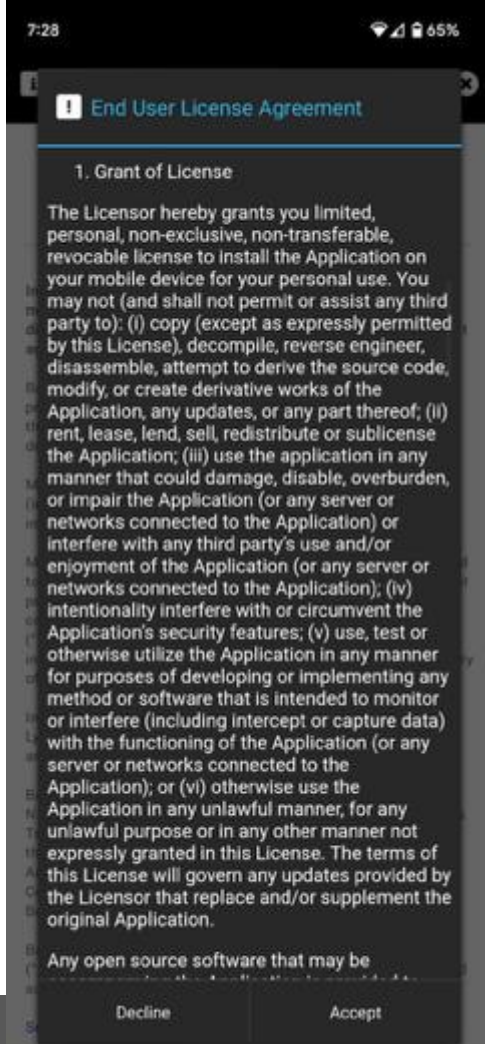 7:28
65%
End User License Agreement
1. Grant of License
The Licensor hereby grants you limited,
personal, non-exclusive, non-transferable,
revocable license to install the Application on
your mobile device for your personal use. You
may not (and shall not permit or assist any third
party to): (i) copy (except as expressly permitted
by this License), decompile, reverse engineer,
disassemble, attempt to derive the source code,
modify, or create derivative works of the
Application, any updates, or any part thereof; (ii)
rent, lease, lend, sell, redistribute or sublicense
the Application; (iii) use the application in any
manner that could damage, disable, overburden,
or impair the Application (or any server or
networks connected to the Application) or
interfere with any third party's use and/or
enjoyment of the Application (or any server or
networks connected to the Application); (iv)
intentionality interfere with or circumvent the
Application's security features; (v) use, test or
otherwise utilize the Application in any manner
for purposes of developing or implementing any
method or software that is intended to monitor
or interfere (including intercept or capture data)
with the functioning of the Application (or any
server or networks connected to the
Application); or (vi) otherwise use the
Application in any unlawful manner, for any
unlawful purpose or in any other manner not
expressly granted in this License. The terms of
this License will govern any updates provided by
the Licensor that replace and/or supplement the
original Application.
Any open source software that may be
Decline
Accept